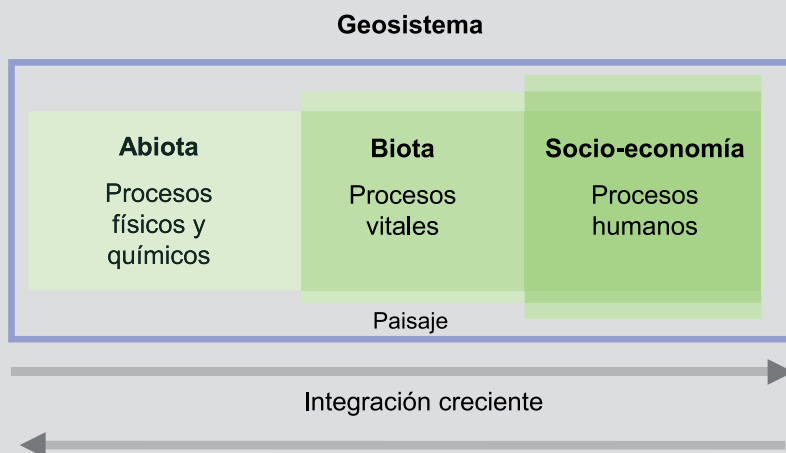 Geosistema
Abiota
Procesos
físicos y
químicos
Biota
Procesos
vitales
Socio-economía
Procesos
humanos
Paisaje
Integración creciente